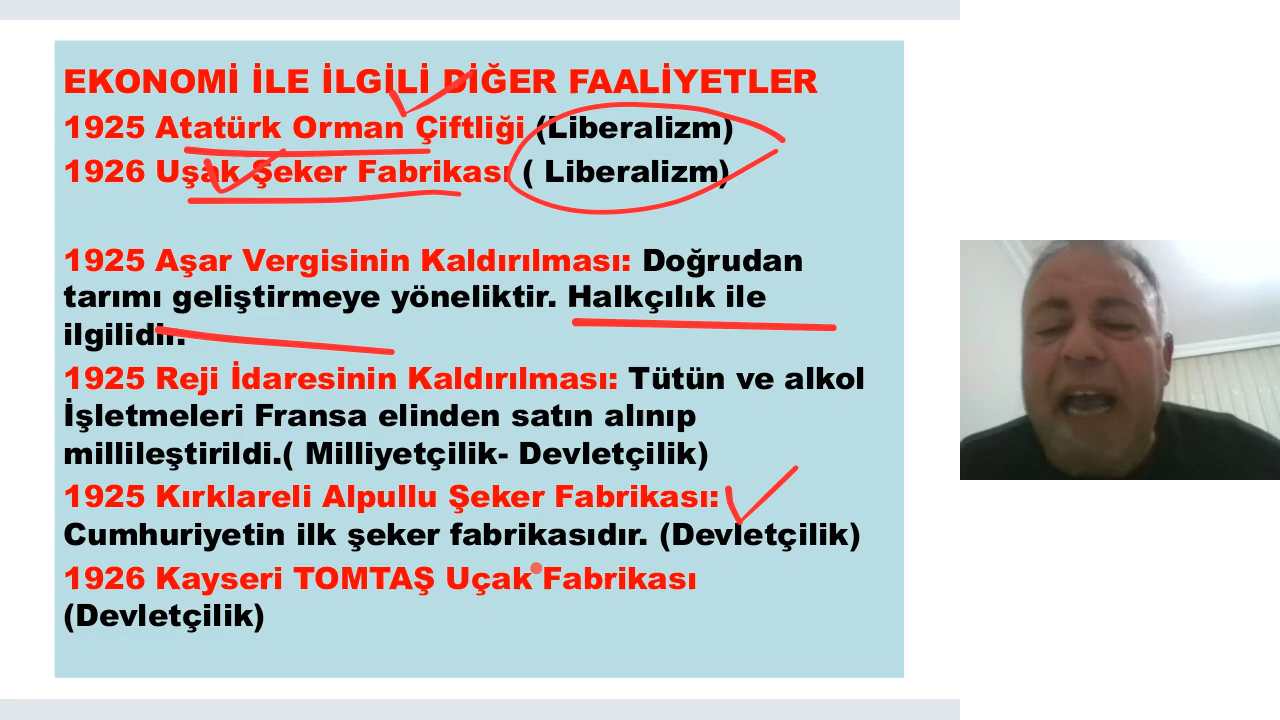 EKONOMİ İLE İLGİLİ DİĞER FAALİYETLER
1925 Atatürk Orman Çiftliği (Liberalizm)
1926 Uşak Şeker Fabrikası ( Liberalizm)
1925 Aşar Vergisinin Kaldırılması: Doğrudan
tarımı geliştirmeye yöneliktir. Halkçılık ile
ilgilidir.
1925 Reji İdaresinin Kaldırılması: Tütün ve alkol
İşletmeleri Fransa elinden satın alınıp
millileştirildi.( Milliyetçilik- Devletçilik)
1925 Kırklareli Alpullu Şeker Fabrikası:
Cumhuriyetin ilk şeker fabrikasıdır. (Devletçilik)
1926 Kayseri TOMTAŞ Uçak Fabrikası
(Devletçilik)